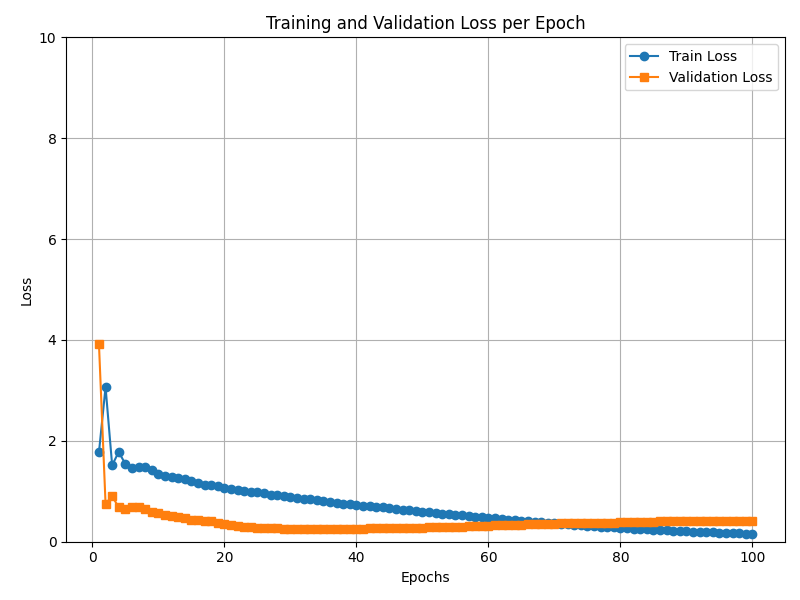 Training and Validation Loss per Epoch
Train Loss
Validation Loss
10
8
6
4
2
0
Loss
0 20 40 60 80 100
Epochs